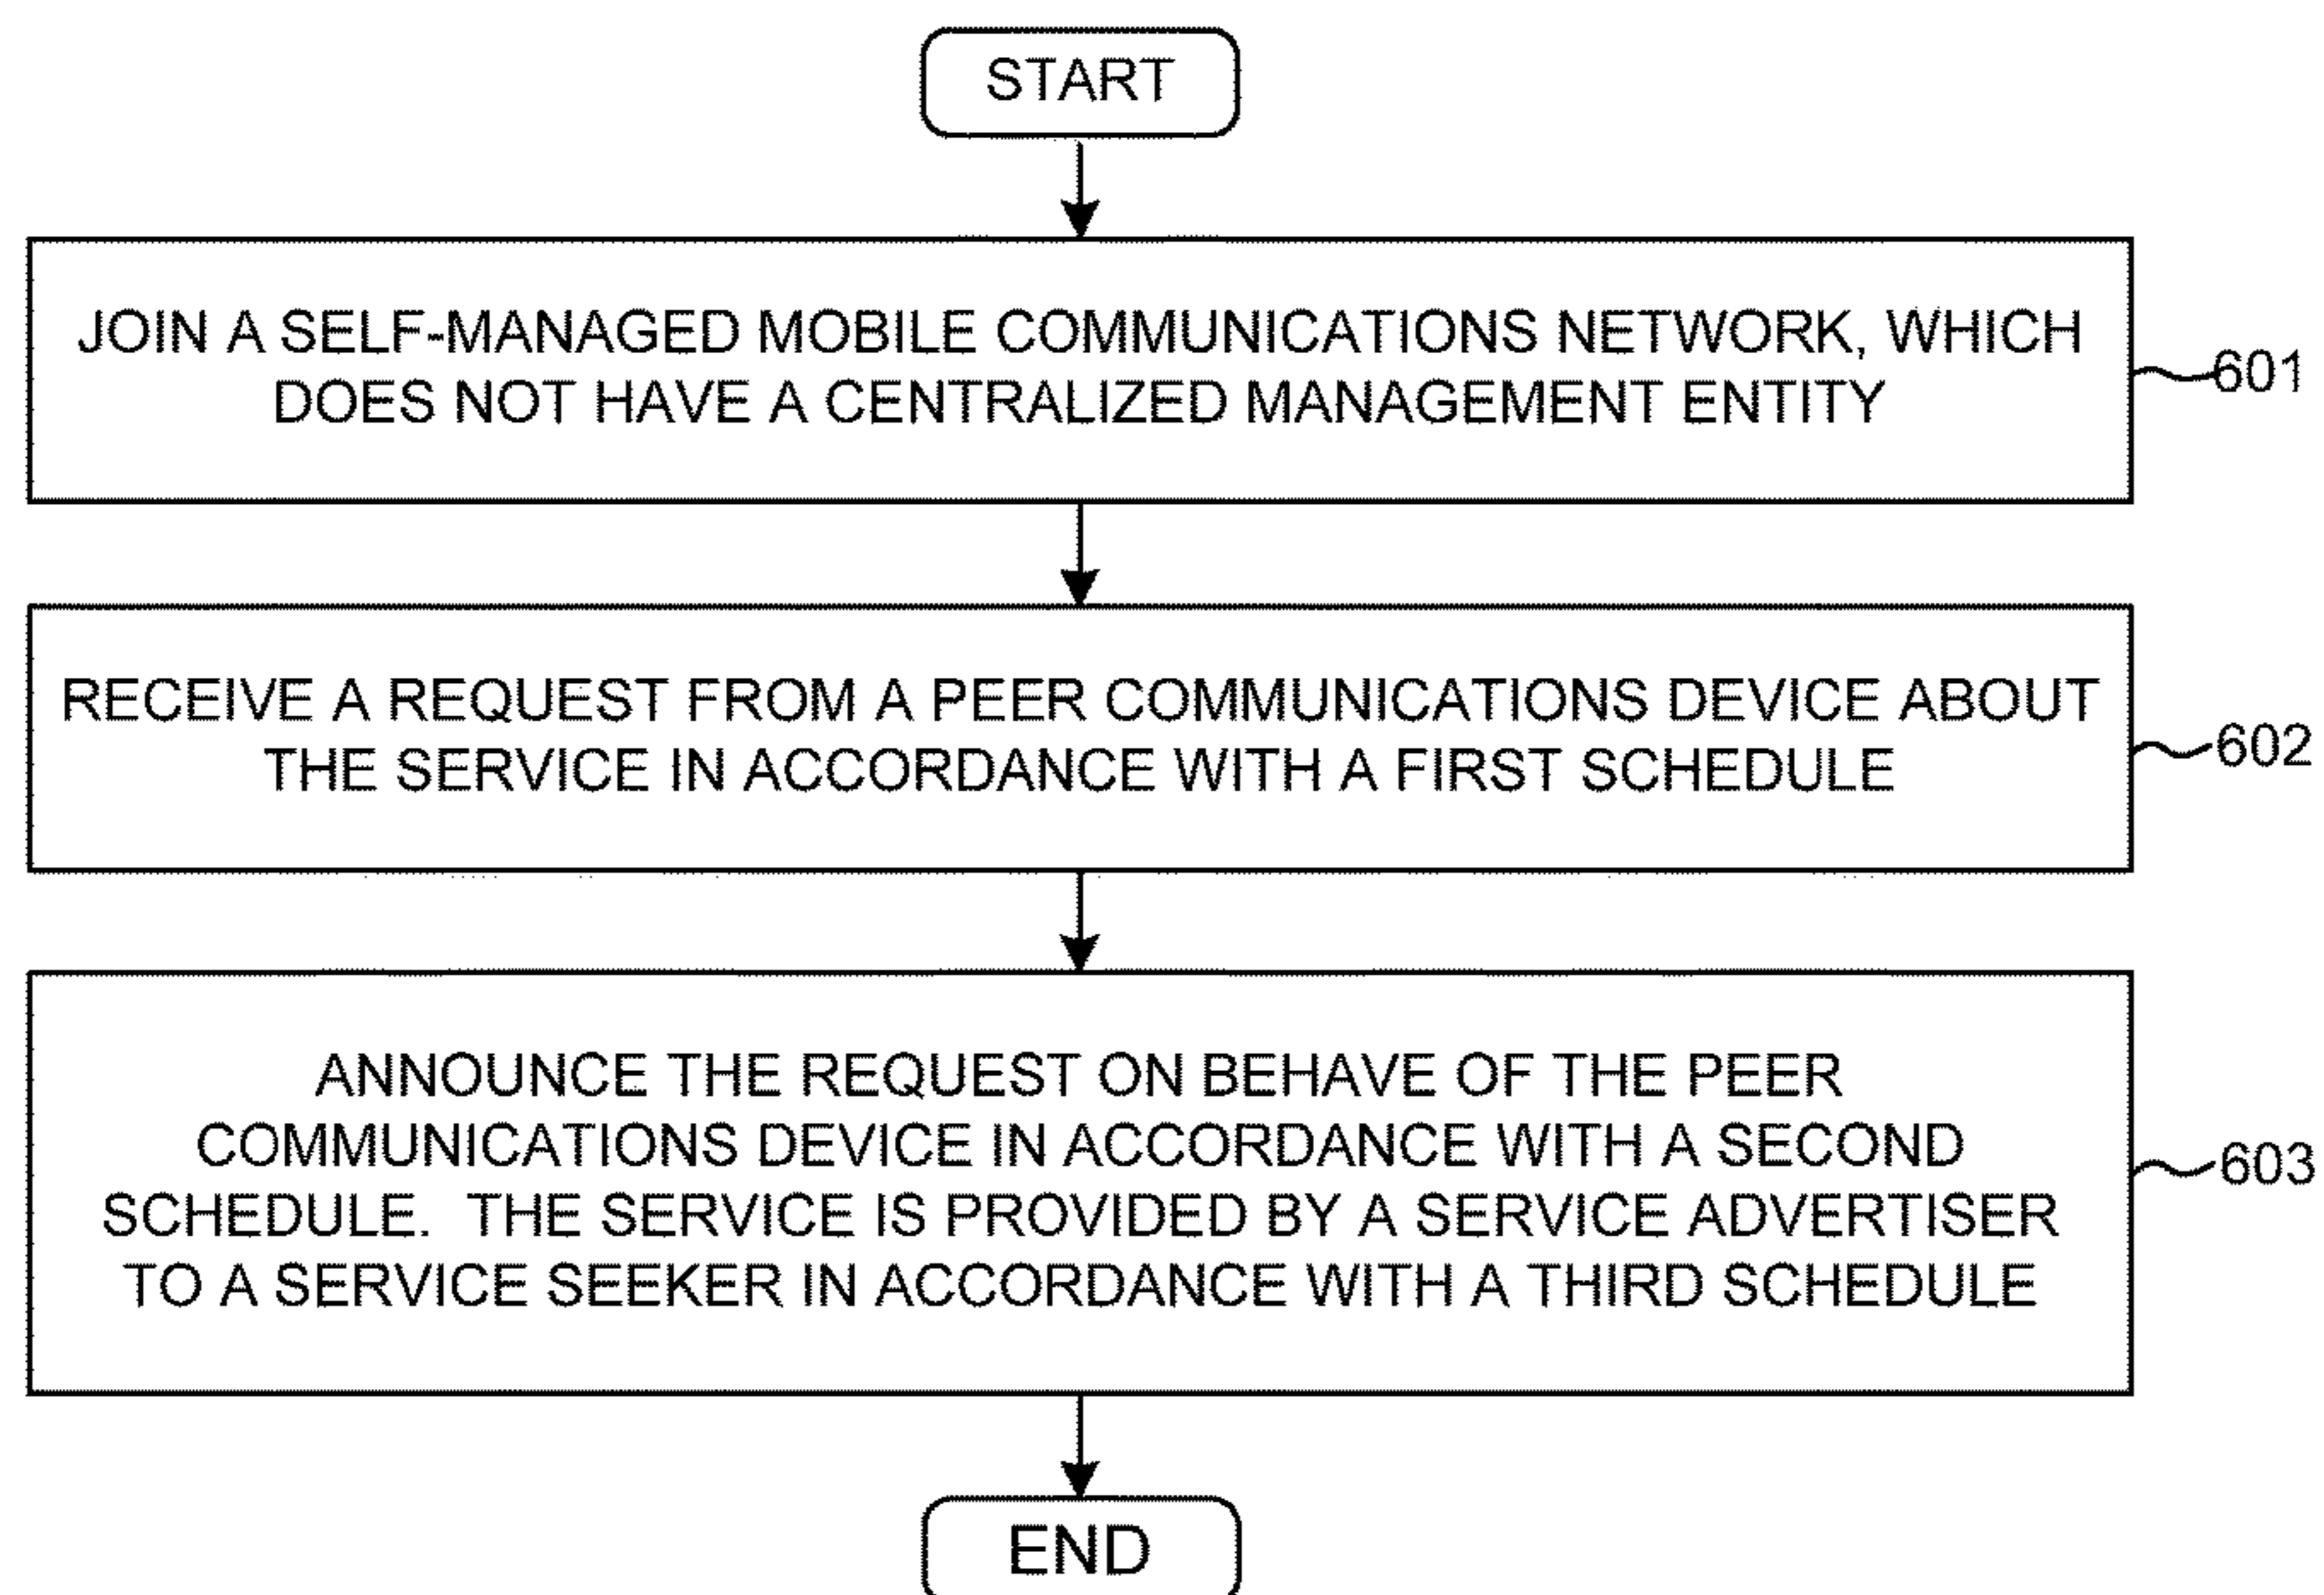 START
JOIN A SELF-MANAGED MOBILE COMMUNICATIONS NETWORK, WHICH
DOES NOT HAVE A CENTRALIZED MANAGEMENT ENTITY
601
RECEIVE A REQUEST FROM A PEER COMMUNICATIONS DEVICE ABOUT
THE SERVICE IN ACCORDANCE WITH A FIRST SCHEDULE
602
ANNOUNCE THE REQUEST ON BEHAVE OF THE PEER
COMMUNICATIONS DEVICE IN ACCORDANCE WITH A SECOND
SCHEDULE. THE SERVICE IS PROVIDED BY A SERVICE ADVERTISER
TO A SERVICE SEEKER IN ACCORDANCE WITH A THIRD SCHEDULE
603
END